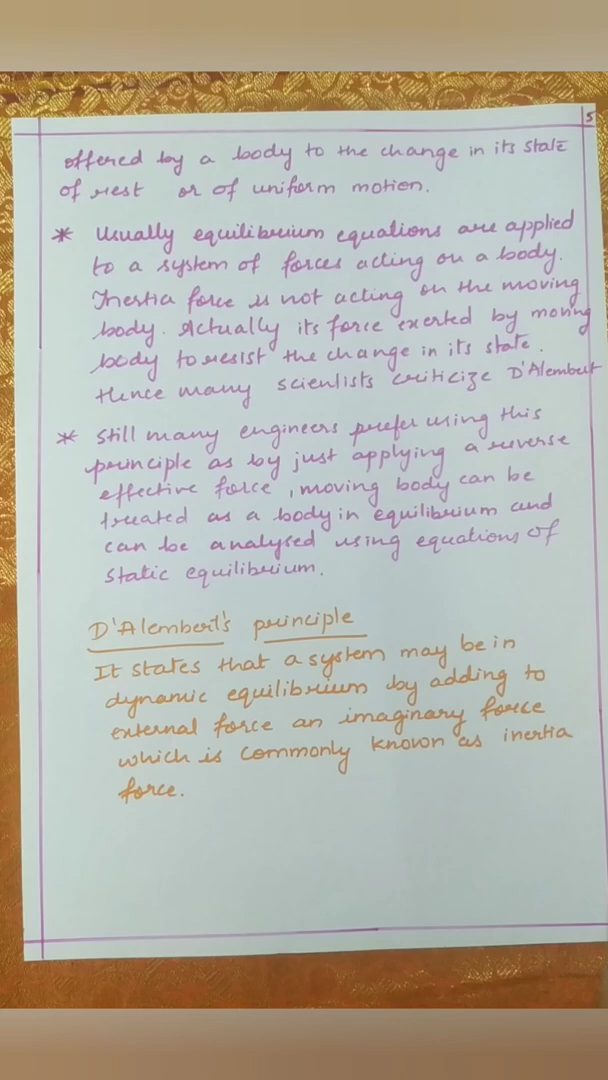 5
offered by a body to the change in its state
of rest or of uniform motion.
* Usually equilibrium equations are applied
to a system of forces acting on a body.
Inertia force is not acting on the moving
body. Actually its force exerted by moving
body to resist the change in its state.
Hence many scientists criticize D'Alembert
* Still many engineers prefer using this
principle as by just applying a reverse
effective force, moving body can be
treated as a body in equilibrium and
can be analysed using equations of
static equilibrium.
D'Alembert's principle
It states that a system may be in
dynamic equilibrium by adding to
external force an imaginary force
which is commonly known as inertia
force.